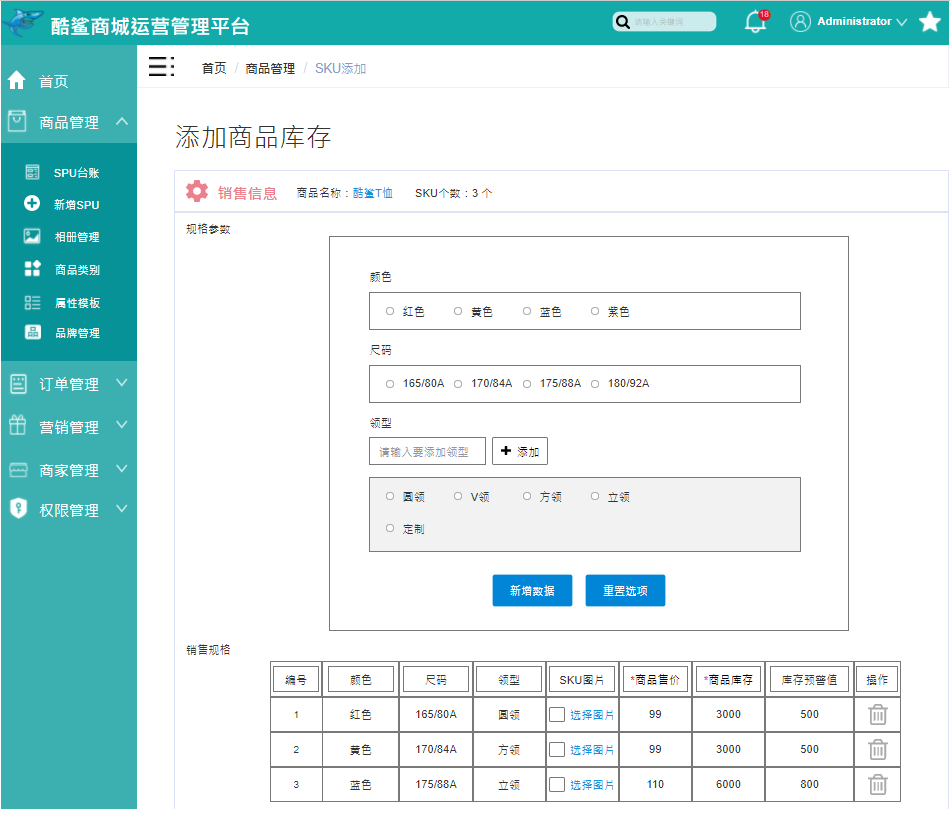 酷鲨商城运营管理平台
请输入关键词
18
Administrator
首页
商品管理
SPU台账
新增SPU
相册管理
商品类别
属性模板
品牌管理
订单管理
营销管理
商家管理
权限管理
首页 / 商品管理 / SKU添加
添加商品库存
销售信息 商品名称：酷鲨T恤 SKU个数：3 个
规格参数
颜色
红色 黄色 蓝色 紫色
尺码
165/80A 170/84A 175/88A 180/92A
领型
请输入要添加领型 添加
圆领 V领 方领 立领
定制
新增数据 重置选项
销售规格
编号 颜色 尺码 领型 SKU图片 *商品售价 *商品库存 库存预警值 操作
1 红色 165/80A 圆领 选择图片 99 3000 500
2 黄色 170/84A 方领 选择图片 99 3000 500
3 蓝色 175/88A 立领 选择图片 110 6000 800